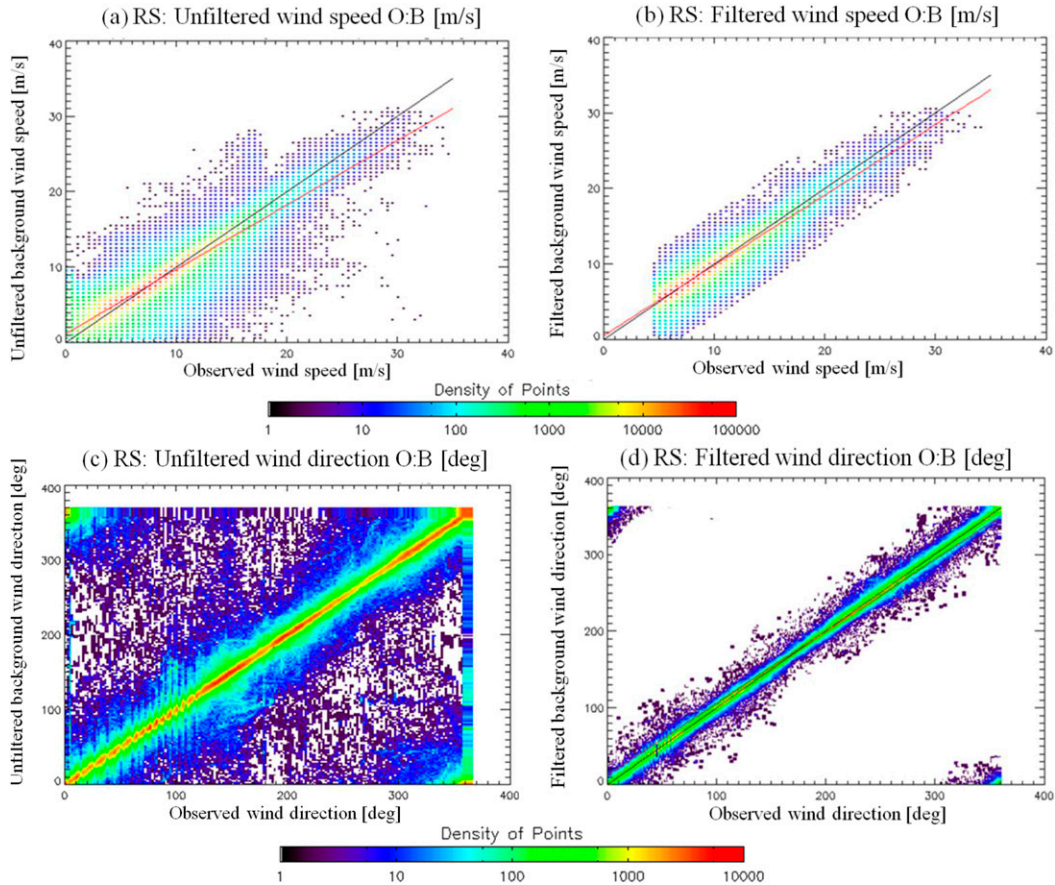 (a) RS: Unfiltered wind speed O:B [m/s]
(b) RS: Filtered wind speed O:B [m/s]
Unfiltered background wind speed [m/s]
40
30
20
10
0
0 10 20 30 40
Observed wind speed [m/s]
Filtered background wind speed [m/s]
40
30
20
10
0
0 10 20 30 40
Observed wind speed [m/s]
Density of Points
1 10 100 1000 10000 100000
(c) RS: Unfiltered wind direction O:B [deg]
(d) RS: Filtered wind direction O:B [deg]
Unfiltered background wind direction [deg]
400
300
200
100
0
0 100 200 300 400
Observed wind direction [deg]
Filtered background wind direction [deg]
400
300
200
100
0
0 100 200 300 400
Observed wind direction [deg]
Density of Points
1 10 100 1000 10000